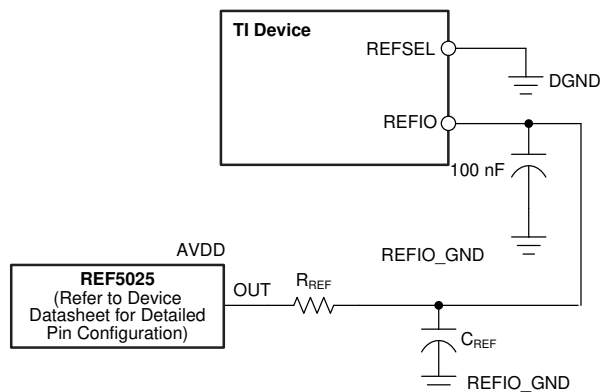 TI Device
REFSEL
DGND
REFIO
100 nF
REFIO_GND
AVDD
REF5025
(Refer to Device
Datasheet for Detailed
Pin Configuration)
OUT
RREF
CREF
REFIO_GND